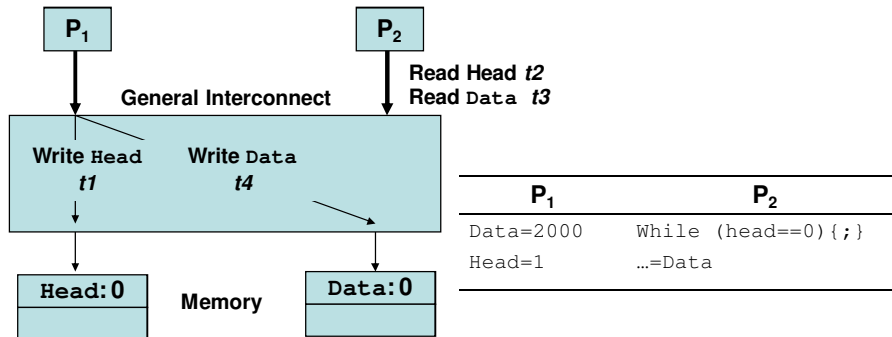 P1 P2
Read Head t2
General Interconnect Read Data t3
Write Head Write Data
t1 t4
P1 P2
Data=2000 While (head==0){;}
Head=1 …=Data
Head:0 Memory Data:0